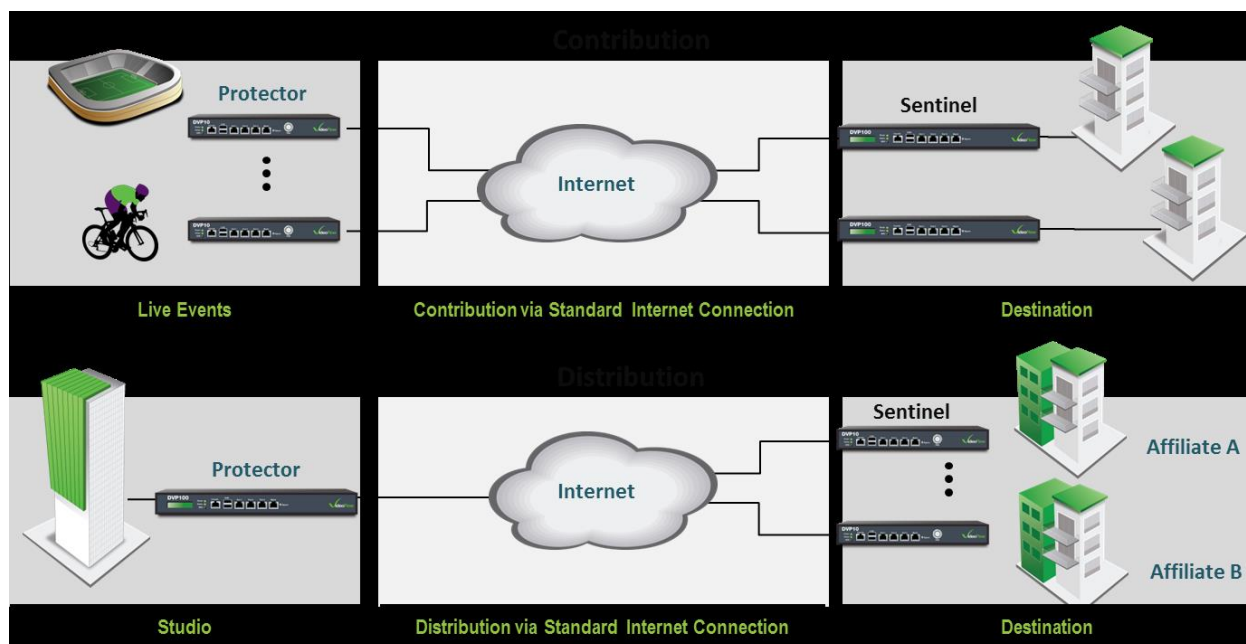 Contribution
Protector
DVP10
DVP10
Internet
Sentinel
DVP100
DVP100
Live Events
Contribution via Standard Internet Connection
Destination
Distribution
Protector
DVP100
Internet
Sentinel
DVP10
DVP10
Affiliate A
Affiliate B
Studio
Distribution via Standard Internet Connection
Destination